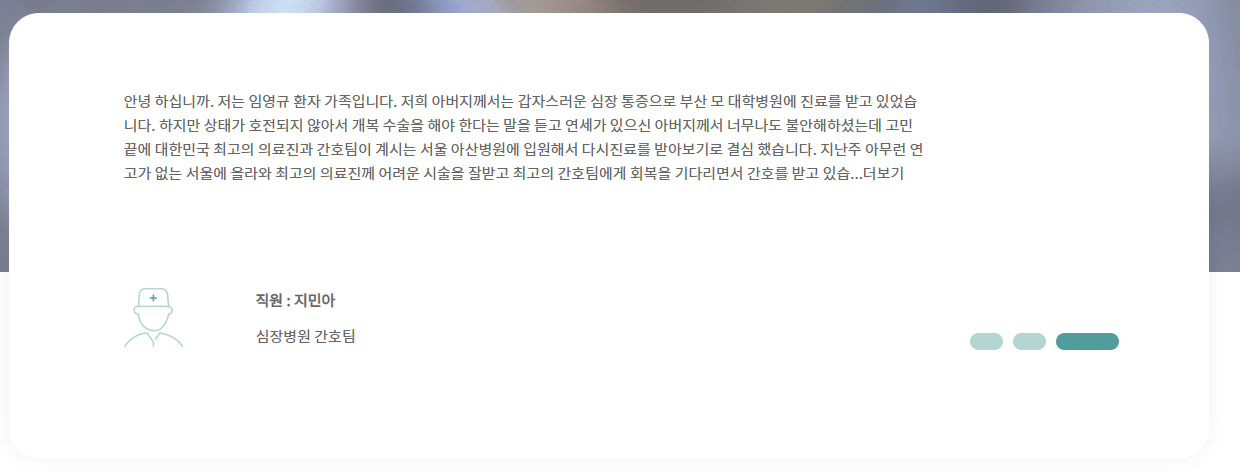 안녕 하십니까. 저는 임영규 환자 가족입니다. 저희 아버지께서는 갑자스러운 심장 통증으로 부산 모 대학병원에 진료를 받고 있었습
니다. 하지만 상태가 호전되지 않아서 개복 수술을 해야 한다는 말을 듣고 연세가 있으신 아버지께서 너무나도 불안해하셨는데 고민
끝에 대한민국 최고의 의료진과 간호팀이 계시는 서울 아산병원에 입원해서 다시진료를 받아보기로 결심 했습니다. 지난주 아무런 연
고가 없는 서울에 올라와 최고의 의료진께 어려운 시술을 잘받고 최고의 간호팀에게 회복을 기다리면서 간호를 받고 있습...더보기
직원 : 지민아
심장병원 간호팀